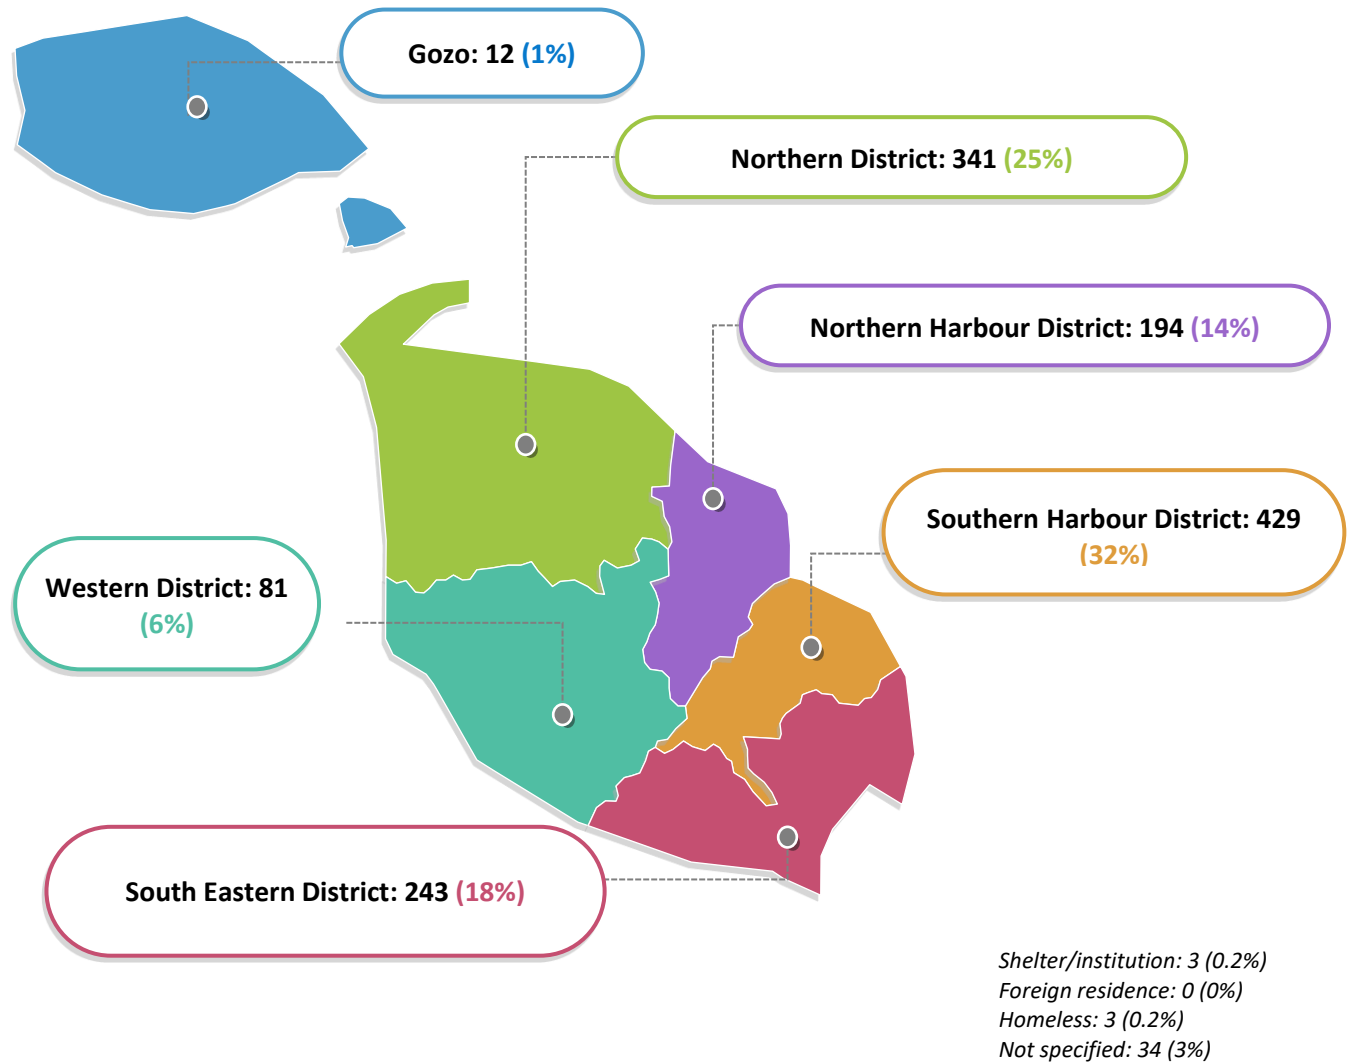 Gozo: 12 (1%)
Northern District: 341 (25%)
Northern Harbour District: 194 (14%)
Southern Harbour District: 429
(32%)
Western District: 81
(6%)
South Eastern District: 243 (18%)
Shelter/institution: 3 (0.2%)
Foreign residence: 0 (0%)
Homeless: 3 (0.2%)
Not specified: 34 (3%)